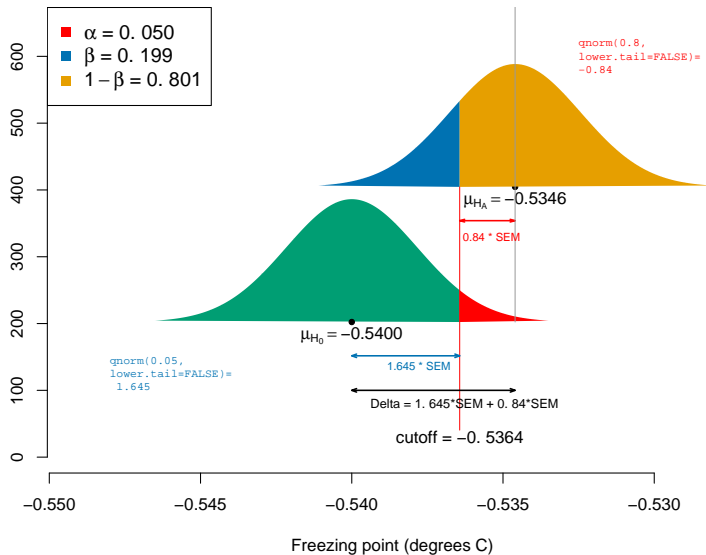 α = 0. 050
β = 0. 199
1 − β = 0. 801
qnorm(0.8,
lower.tail=FALSE)=
−0.84
600
500
400
300
200
100
0
μHA = −0.5346
0.84 * SEM
μH0 = −0.5400
qnorm(0.05,
lower.tail=FALSE)=
1.645
1.645 * SEM
Delta = 1. 645*SEM + 0. 84*SEM
cutoff = −0. 5364
−0.550
−0.545
−0.540
−0.535
−0.530
Freezing point (degrees C)